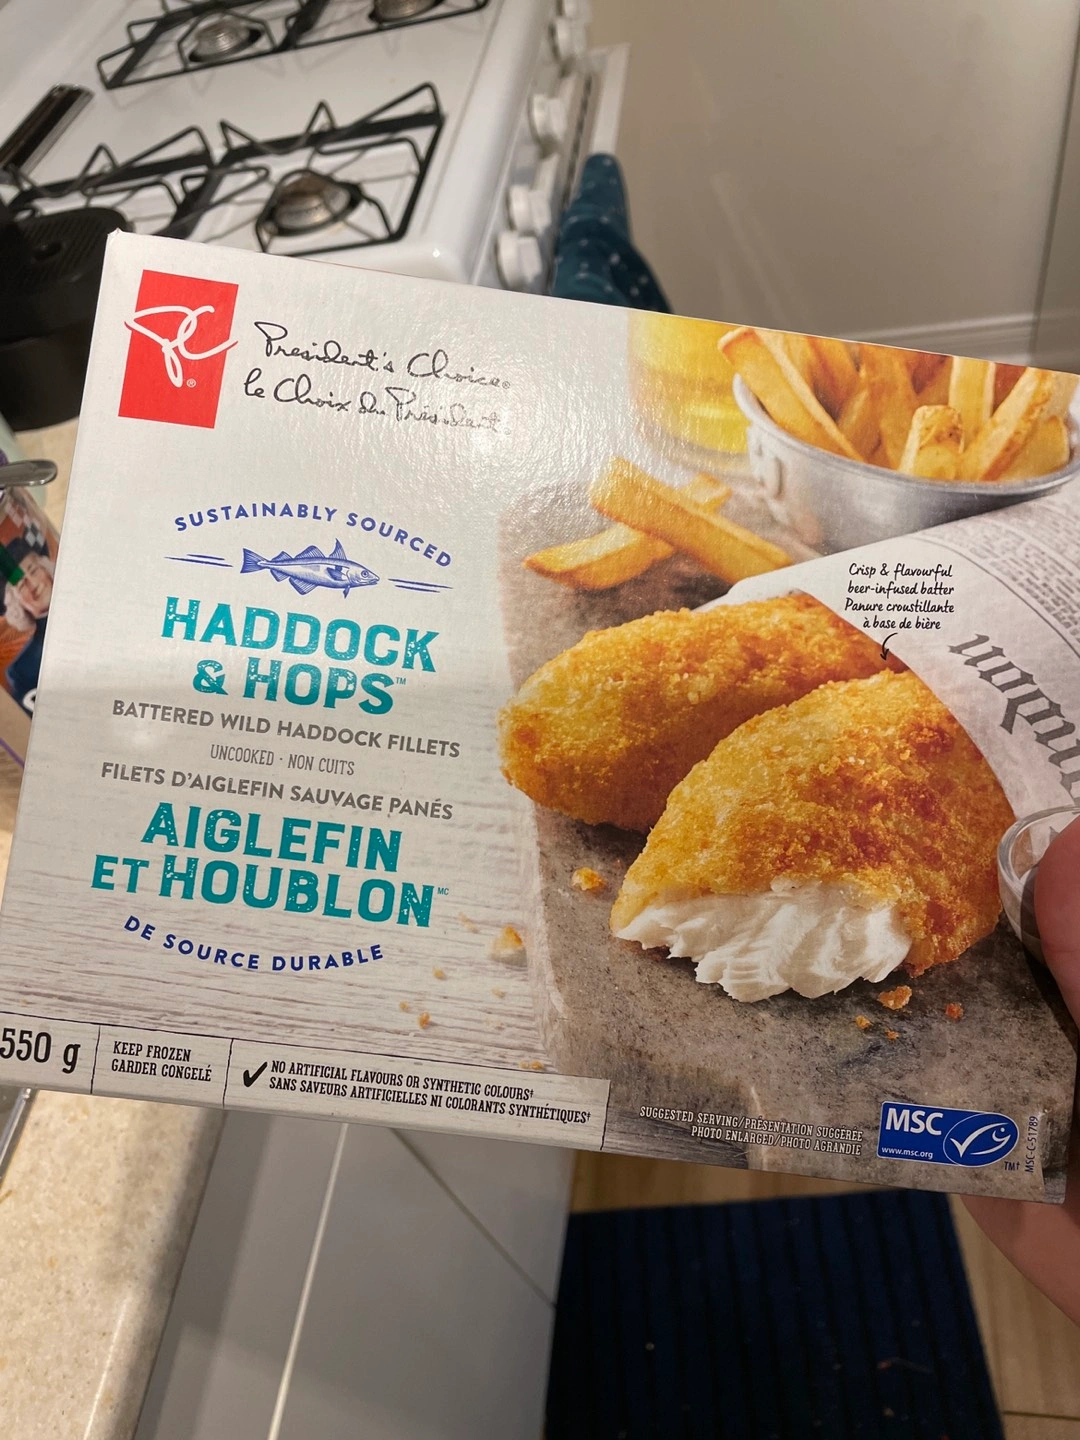 PC®
President's Choice®
le Choix du Président
SUSTAINABLY SOURCED
HADDOCK
& HOPS™
BATTERED WILD HADDOCK FILLETS
UNCOOKED · NON CUITS
FILETS D'AIGLEFIN SAUVAGE PANÉS
AIGLEFIN
ET HOUBLON MC
DE SOURCE DURABLE
550 g
KEEP FROZEN
GARDER CONGELÉ
✓ NO ARTIFICIAL FLAVOURS OR SYNTHETIC COLOURS‡
SANS SAVEURS ARTIFICIELLES NI COLORANTS SYNTHÉTIQUES‡
Crisp & flavourful
beer-infused batter
Panure croustillante
à base de bière
SUGGESTED SERVING/PRÉSENTATION SUGGÉRÉE
PHOTO ENLARGED/PHOTO AGRANDIE
MSC
www.msc.org
TM†
MSC-C-51789